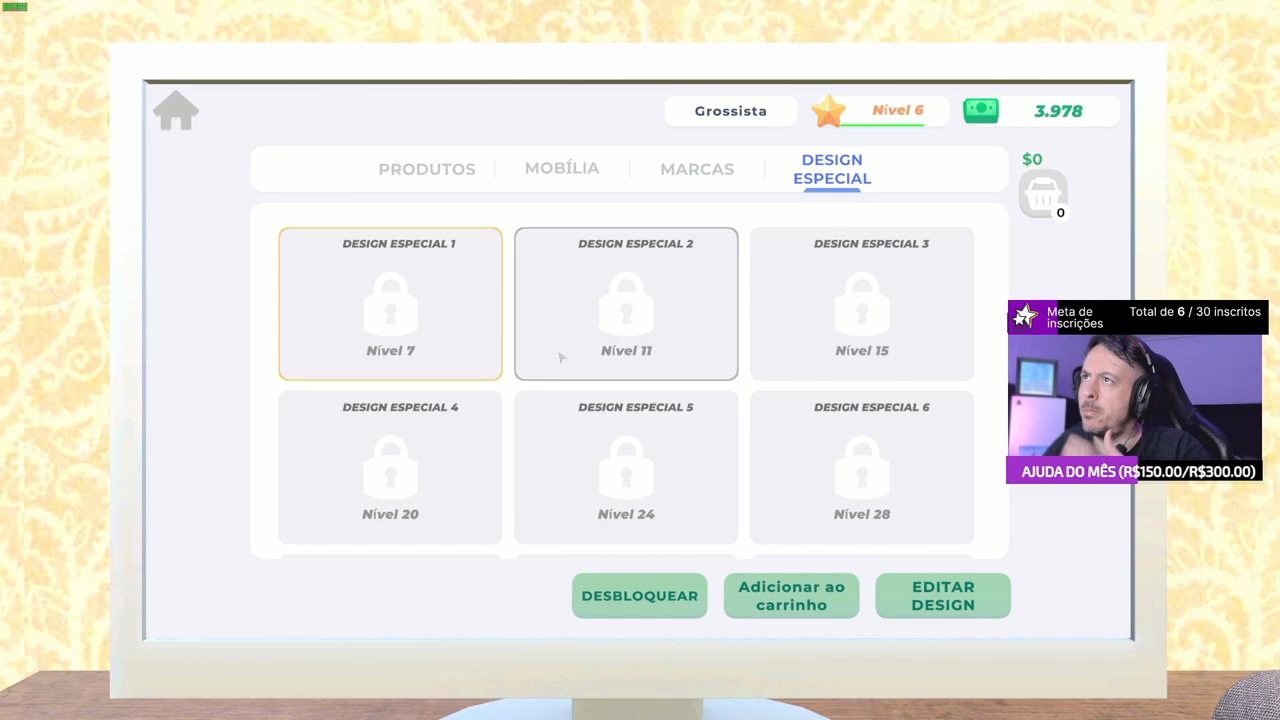 Grossista
Nível 6
3.978
PRODUTOS
MOBÍLIA
MARCAS
DESIGN
ESPECIAL
$0
0
DESIGN ESPECIAL 1
Nível 7
DESIGN ESPECIAL 2
Nível 11
DESIGN ESPECIAL 3
Nível 15
DESIGN ESPECIAL 4
Nível 20
DESIGN ESPECIAL 5
Nível 24
DESIGN ESPECIAL 6
Nível 28
DESBLOQUEAR
Adicionar ao
carrinho
EDITAR
DESIGN
Meta de
inscrições
Total de 6 / 30 inscritos
AJUDA DO MÊS (R$150.00/R$300.00)